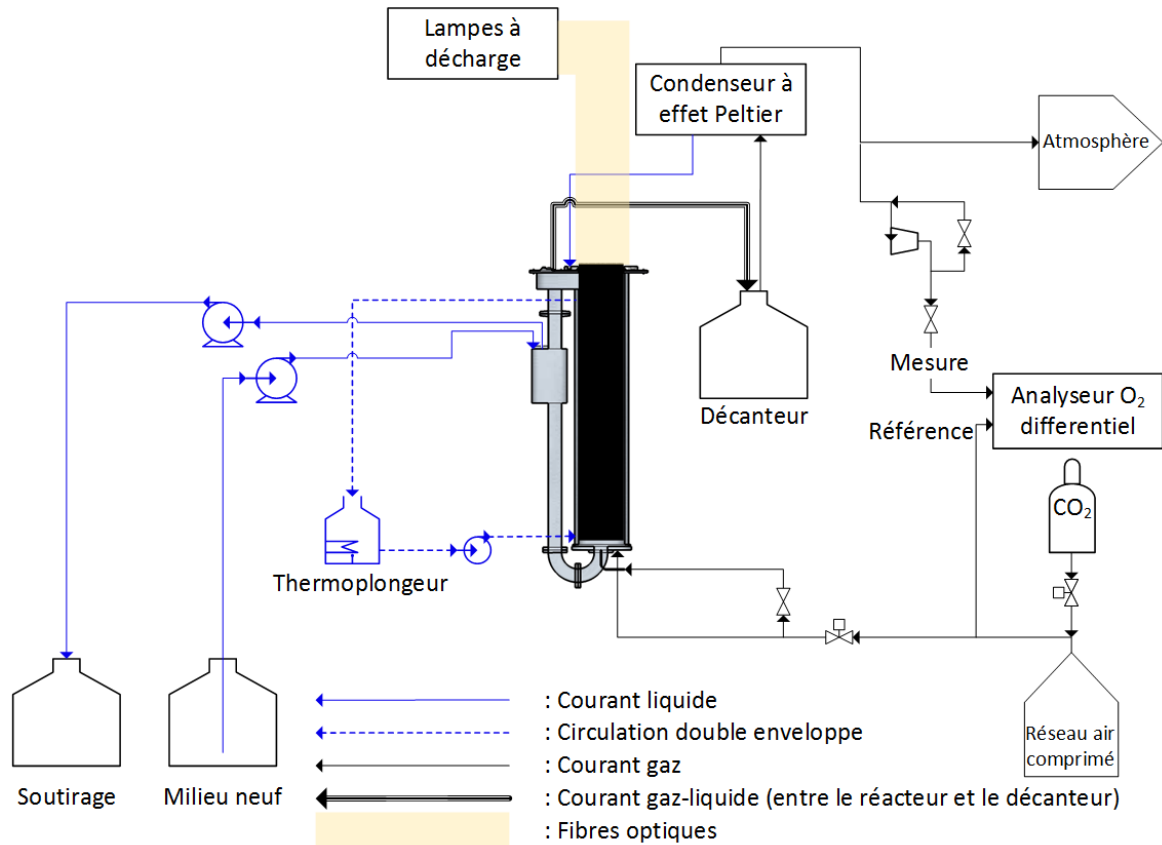 Lampes à
décharge
Condenseur à
effet Peltier
Atmosphère
Mesure
Décanteur
Analyseur O₂
differentiel
Référence
CO₂
Thermoplongeur
Réseau air
comprimé
Soutirage
Milieu neuf
: Courant liquide
: Circulation double enveloppe
: Courant gaz
: Courant gaz-liquide (entre le réacteur et le décanteur)
: Fibres optiques